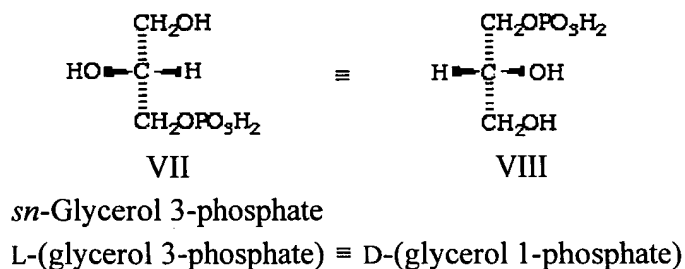 CH₂OH CH₂OPO₃H₂
HO C H ≡ H C OH
CH₂OPO₃H₂ CH₂OH
VII VIII
sn-Glycerol 3-phosphate
L-(glycerol 3-phosphate) ≡ D-(glycerol 1-phosphate)